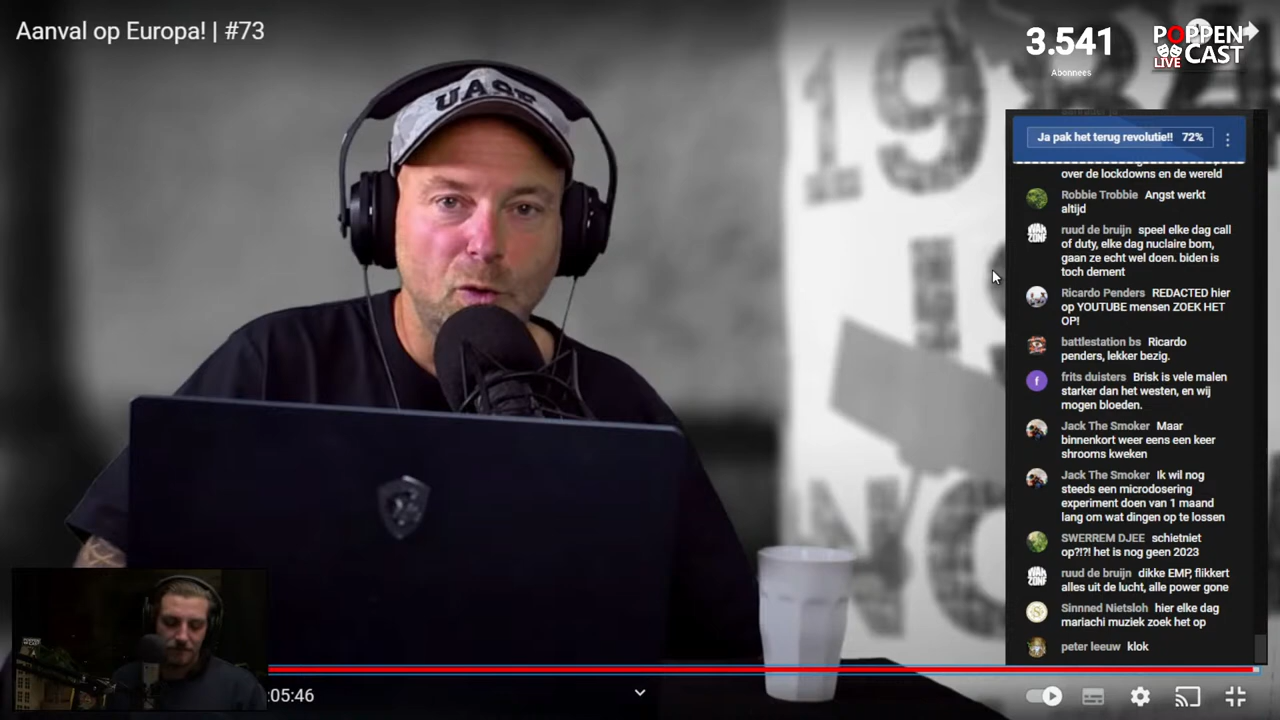 Aanval op Europa! | #73
3.541
Abonnees
POPPEN
LIVE CAST
1984
IS
NO
UASF
Ja pak het terug revolutie!! 72%
over de lockdowns en de wereld
Robbie Trobbie Angst werkt
altijd
ruud de bruijn speel elke dag call
of duty, elke dag nuclaire bom,
gaan ze echt wel doen. biden is
toch dement
Ricardo Penders REDACTED hier
op YOUTUBE mensen ZOEK HET
OP!
battlestation bs Ricardo
penders, lekker bezig.
f frits duisters Brisk is vele malen
starker dan het westen, en wij
mogen bloeden.
Jack The Smoker Maar
binnenkort weer eens een keer
shrooms kweken
Jack The Smoker Ik wil nog
steeds een microdosering
experiment doen van 1 maand
lang om wat dingen op te lossen
SWERREM DJEE schietniet
op?!?! het is nog geen 2023
ruud de bruijn dikke EMP, flikkert
alles uit de lucht, alle power gone
Sinnned Nietsloh hier elke dag
mariachi muziek zoek het op
peter leeuw klok
:05:46